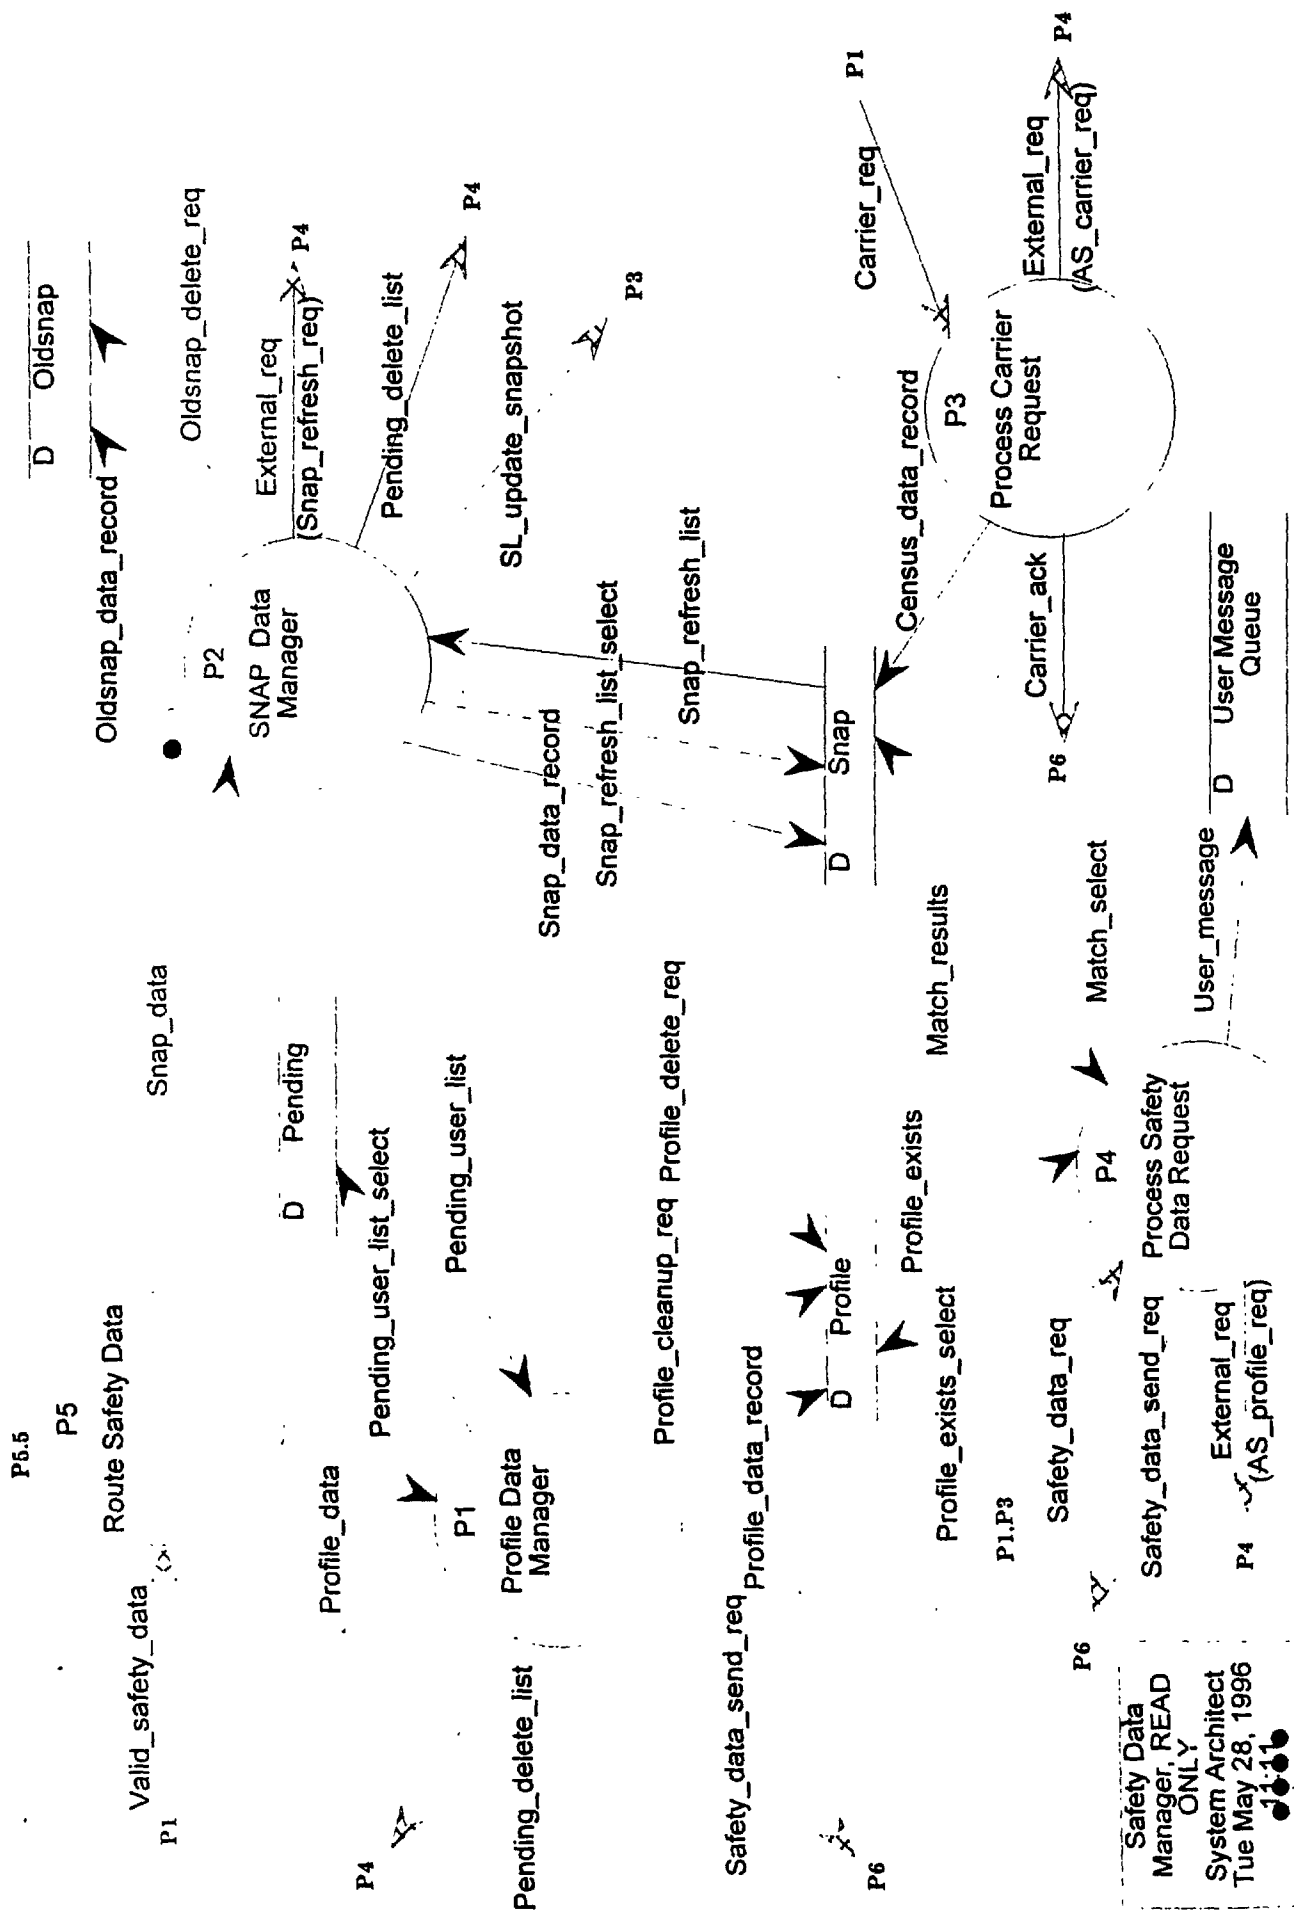 P5.5
P5
Route Safety Data
Valid_safety_data
P1
Snap_data
Oldsnap_data_record
D Oldsnap
Oldsnap_delete_req
P2
SNAP Data
Manager
External_req
(Snap_refresh_req)
P4
Pending_delete_list
P4
SL_update_snapshot
P3
D Pending
Profile_data
Pending_user_list_select
Pending_user_list
P4
P1
Profile Data
Manager
Pending_delete_list
Snap_data_record
Snap_refresh_list_select
Snap_refresh_list
Profile_cleanup_req
Profile_delete_req
Safety_data_send_req
Profile_data_record
P6
D Profile
D Snap
Census_data_record
Carrier_req
P1
P3
Process Carrier
Request
External_req
(AS_carrier_req)
P4
Carrier_ack
P6
Profile_exists_select
Profile_exists
Match_results
P1.P3
Safety_data_req
P4
Process Safety
Data Request
Match_select
P6
Safety_data_send_req
User_message
D User Message
Queue
External_req
(AS_profile_req)
P4
Safety Data
Manager, READ
ONLY
System Architect
Tue May 28, 1996
11:11